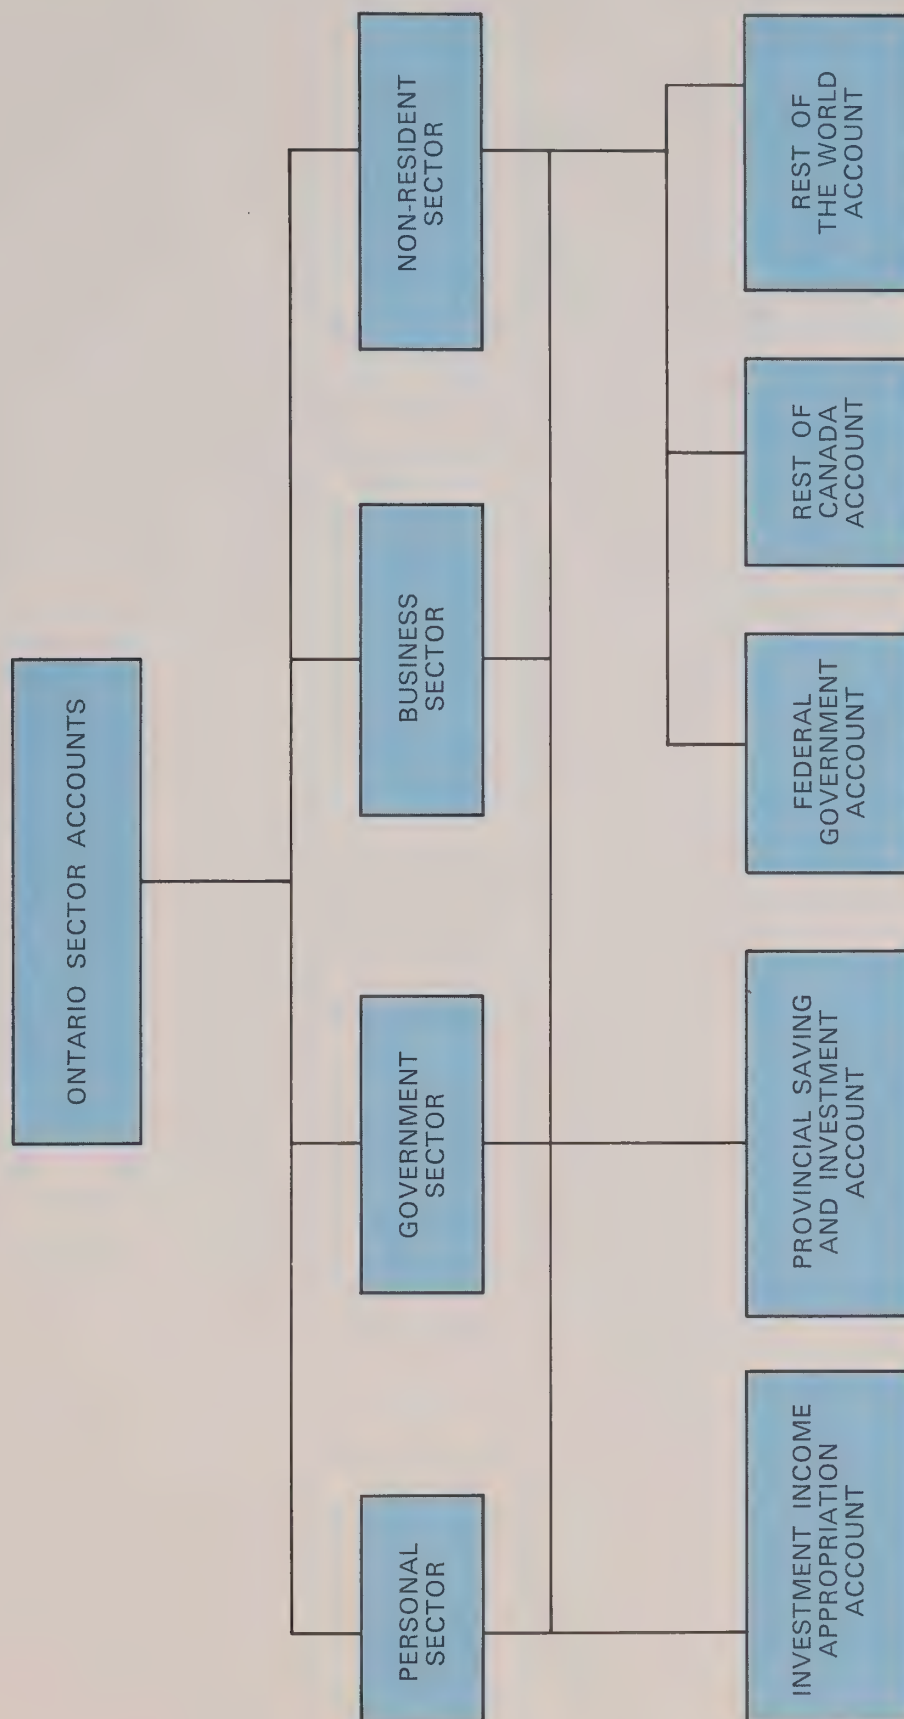 ONTARIO SECTOR ACCOUNTS
PERSONAL
SECTOR
GOVERNMENT
SECTOR
BUSINESS
SECTOR
NON-RESIDENT
SECTOR
INVESTMENT INCOME
APPROPRIATION
ACCOUNT
PROVINCIAL SAVING
AND INVESTMENT
ACCOUNT
FEDERAL
GOVERNMENT
ACCOUNT
REST OF
CANADA
ACCOUNT
REST OF
THE WORLD
ACCOUNT